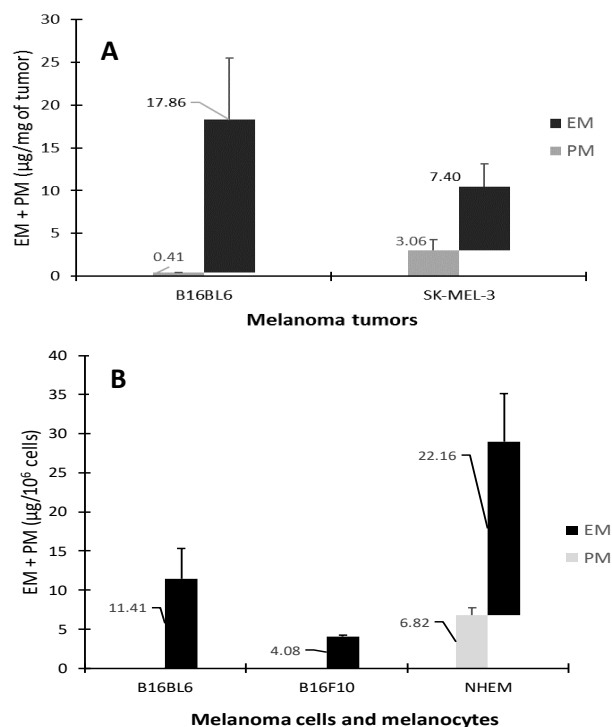 A
EM + PM (µg/mg of tumor)
30
25
20
15
10
5
0
17.86
0.41
7.40
3.06
EM
PM
B16BL6
SK-MEL-3
Melanoma tumors
B
EM + PM (µg/10⁶ cells)
40
35
30
25
20
15
10
5
0
11.41
4.08
22.16
6.82
EM
PM
B16BL6
B16F10
NHEM
Melanoma cells and melanocytes